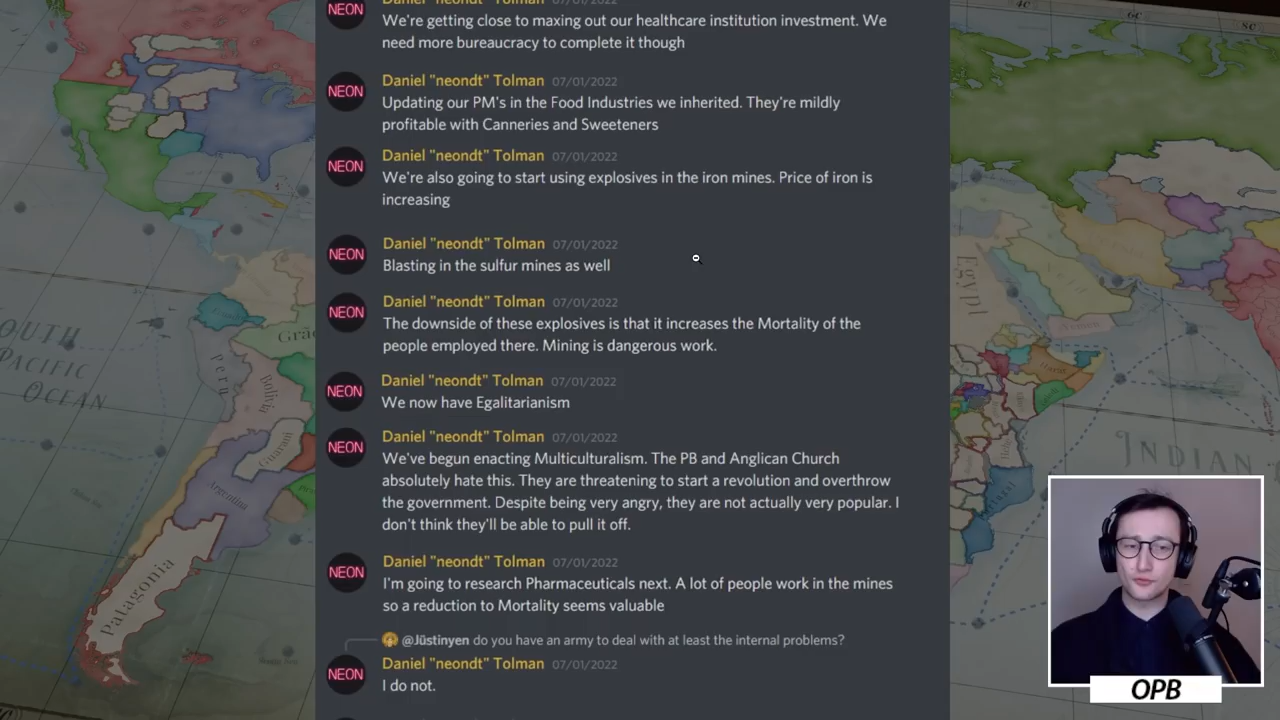 NEON
Daniel "neondt" Tolman 07/01/2022
We're getting close to maxing out our healthcare institution investment. We
need more bureaucracy to complete it though
NEON
Daniel "neondt" Tolman 07/01/2022
Updating our PM's in the Food Industries we inherited. They're mildly
profitable with Canneries and Sweeteners
NEON
Daniel "neondt" Tolman 07/01/2022
We're also going to start using explosives in the iron mines. Price of iron is
increasing
NEON
Daniel "neondt" Tolman 07/01/2022
Blasting in the sulfur mines as well
NEON
Daniel "neondt" Tolman 07/01/2022
The downside of these explosives is that it increases the Mortality of the
people employed there. Mining is dangerous work.
NEON
Daniel "neondt" Tolman 07/01/2022
We now have Egalitarianism
NEON
Daniel "neondt" Tolman 07/01/2022
We've begun enacting Multiculturalism. The PB and Anglican Church
absolutely hate this. They are threatening to start a revolution and overthrow
the government. Despite being very angry, they are not actually very popular. I
don't think they'll be able to pull it off.
NEON
Daniel "neondt" Tolman 07/01/2022
I'm going to research Pharmaceuticals next. A lot of people work in the mines
so a reduction to Mortality seems valuable
@Jüstinyen do you have an army to deal with at least the internal problems?
NEON
Daniel "neondt" Tolman 07/01/2022
I do not.
SOUTH
PACIFIC
OCEAN
Peru
Bolivia
Guarani
Argentina
Patagonia
Egypt
INDIAN
OPB